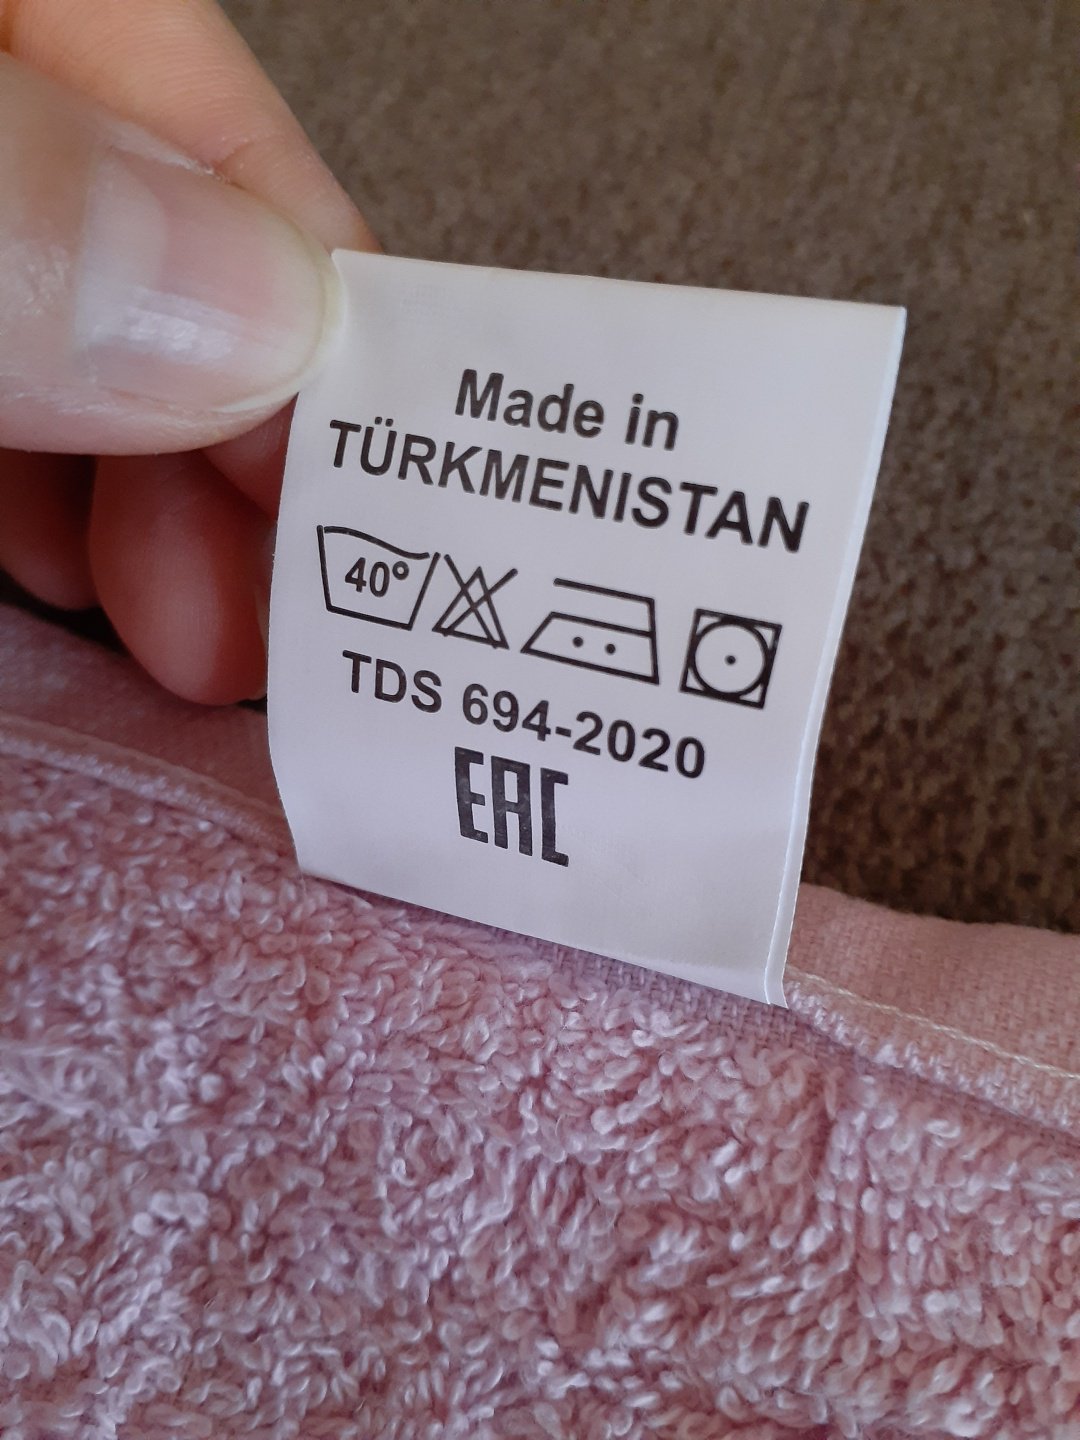 Made in
TÜRKMENISTAN
40°
TDS 694-2020
EAC